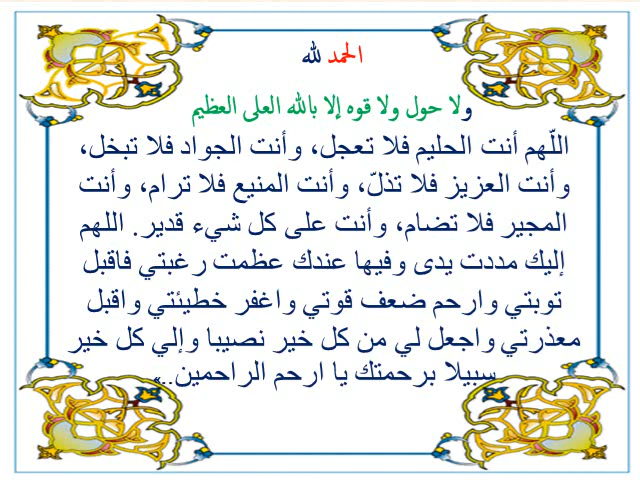 الحمد لله
ولا حول ولا قوه إلا بالله العلى العظيم
اللّهم أنت الحليم فلا تعجل، وأنت الجواد فلا تبخل،
وأنت العزيز فلا تذلّ، وأنت المنيع فلا ترام، وأنت
المجير فلا تضام، وأنت على كل شيء قدير. اللهم
إليك مددت يدى وفيها عندك عظمت رغبتي فاقبل
توبتي وارحم ضعف قوتي واغفر خطيئتي واقبل
معذرتي واجعل لي من كل خير نصيبا وإلي كل خير
سبيلا برحمتك يا ارحم الراحمين..»